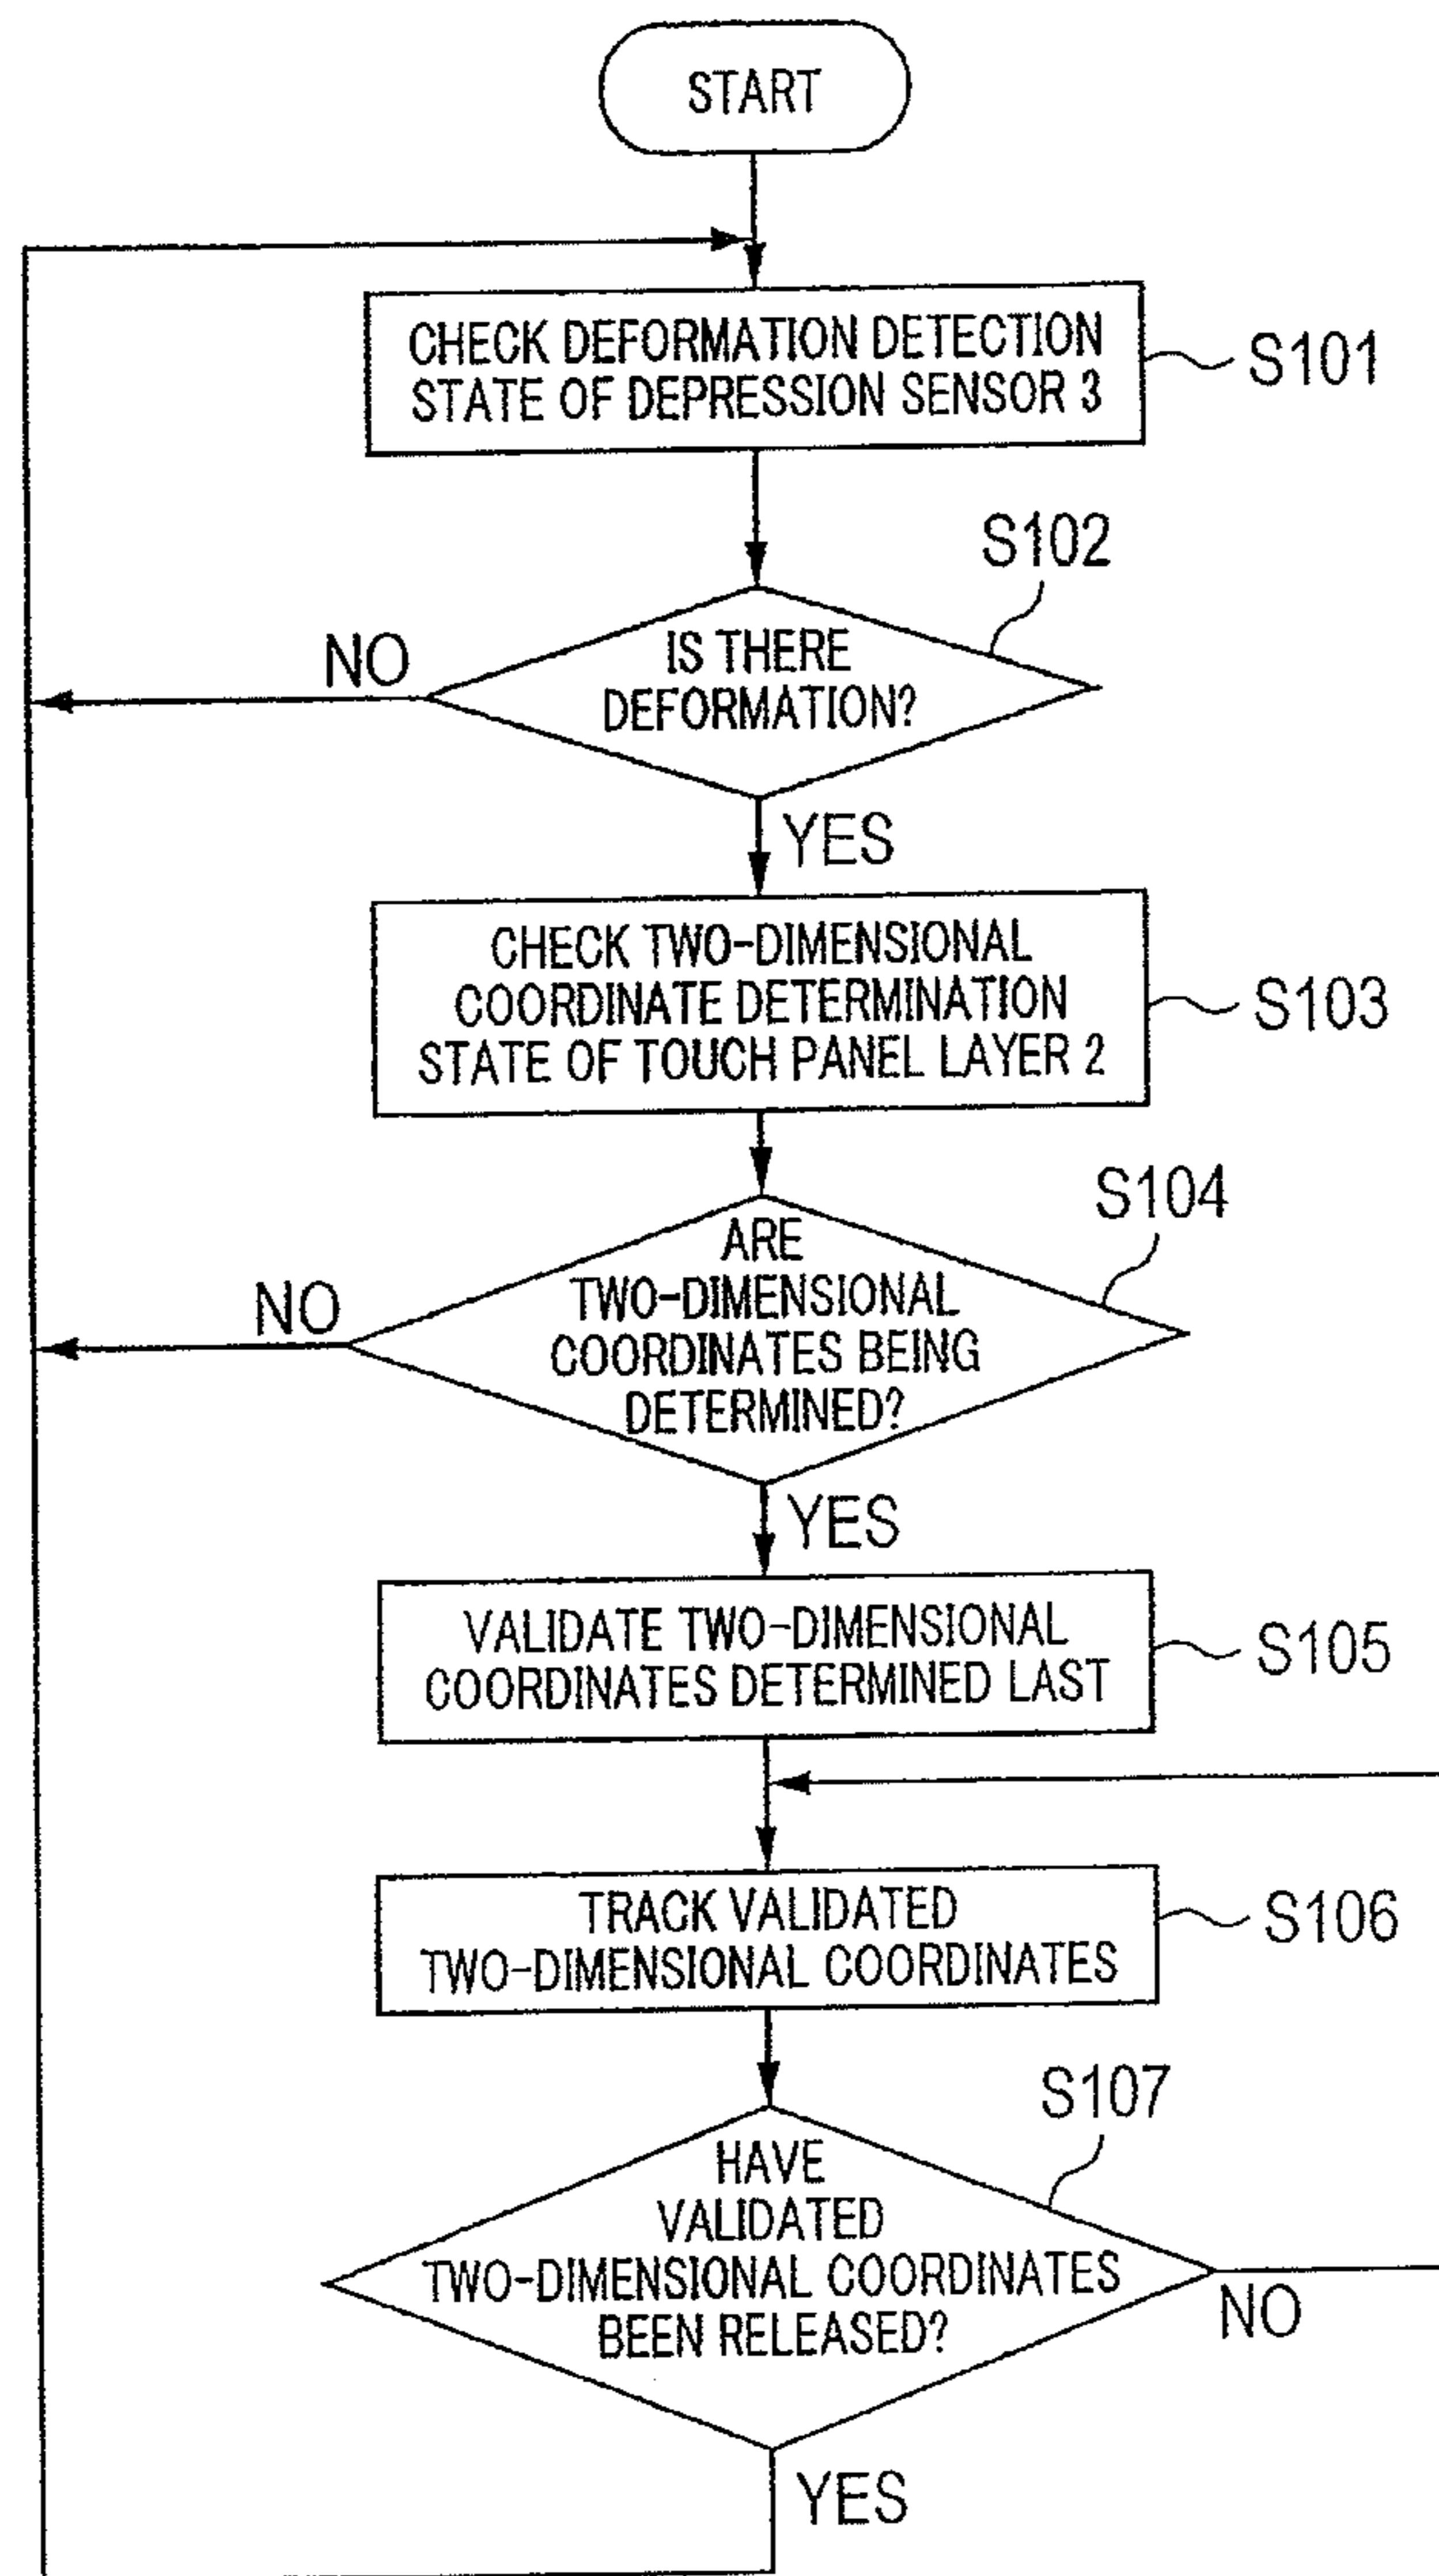 START
CHECK DEFORMATION DETECTION
STATE OF DEPRESSION SENSOR 3
S101
S102
IS THERE
DEFORMATION?
NO
YES
CHECK TWO-DIMENSIONAL
COORDINATE DETERMINATION
STATE OF TOUCH PANEL LAYER 2
S103
S104
ARE
TWO-DIMENSIONAL
COORDINATES BEING
DETERMINED?
NO
YES
VALIDATE TWO-DIMENSIONAL
COORDINATES DETERMINED LAST
S105
TRACK VALIDATED
TWO-DIMENSIONAL COORDINATES
S106
S107
HAVE
VALIDATED
TWO-DIMENSIONAL COORDINATES
BEEN RELEASED?
NO
YES